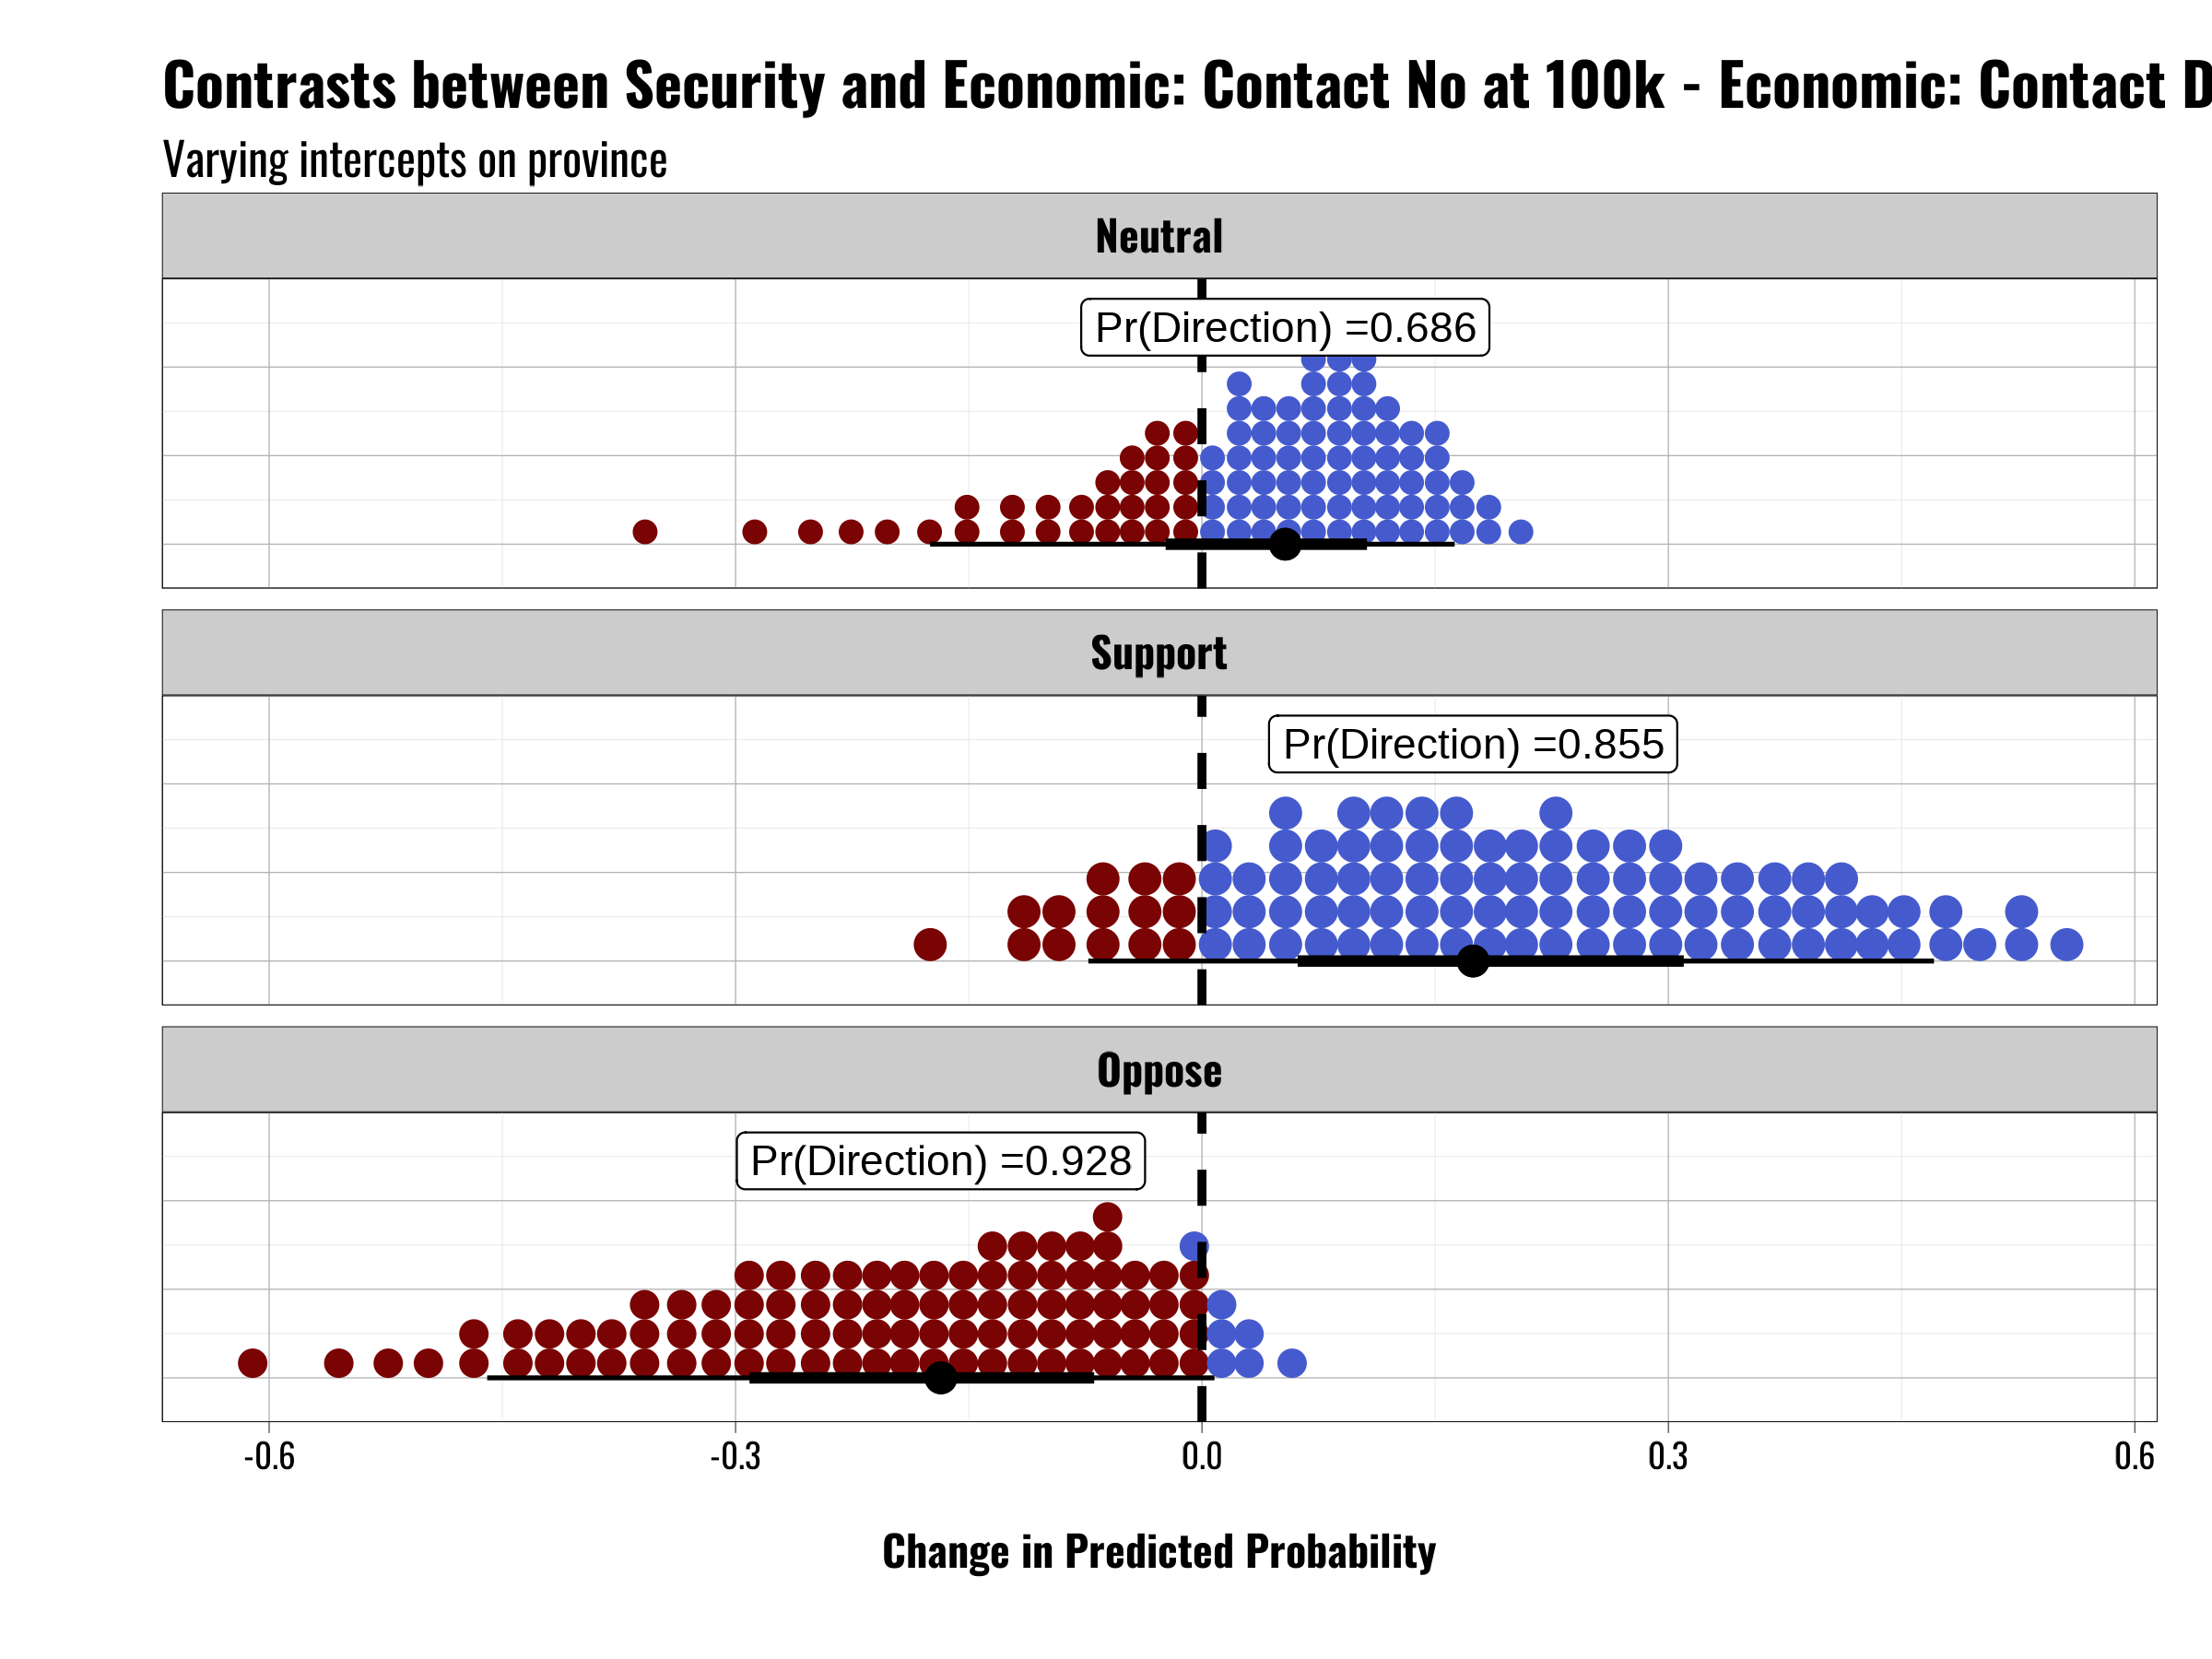 Contrasts between Security and Economic: Contact No at 100k - Economic: Contact D
Varying intercepts on province
Neutral
Pr(Direction) =0.686
Support
Pr(Direction) =0.855
Oppose
Pr(Direction) =0.928
-0.6 -0.3 0.0 0.3 0.6
Change in Predicted Probability